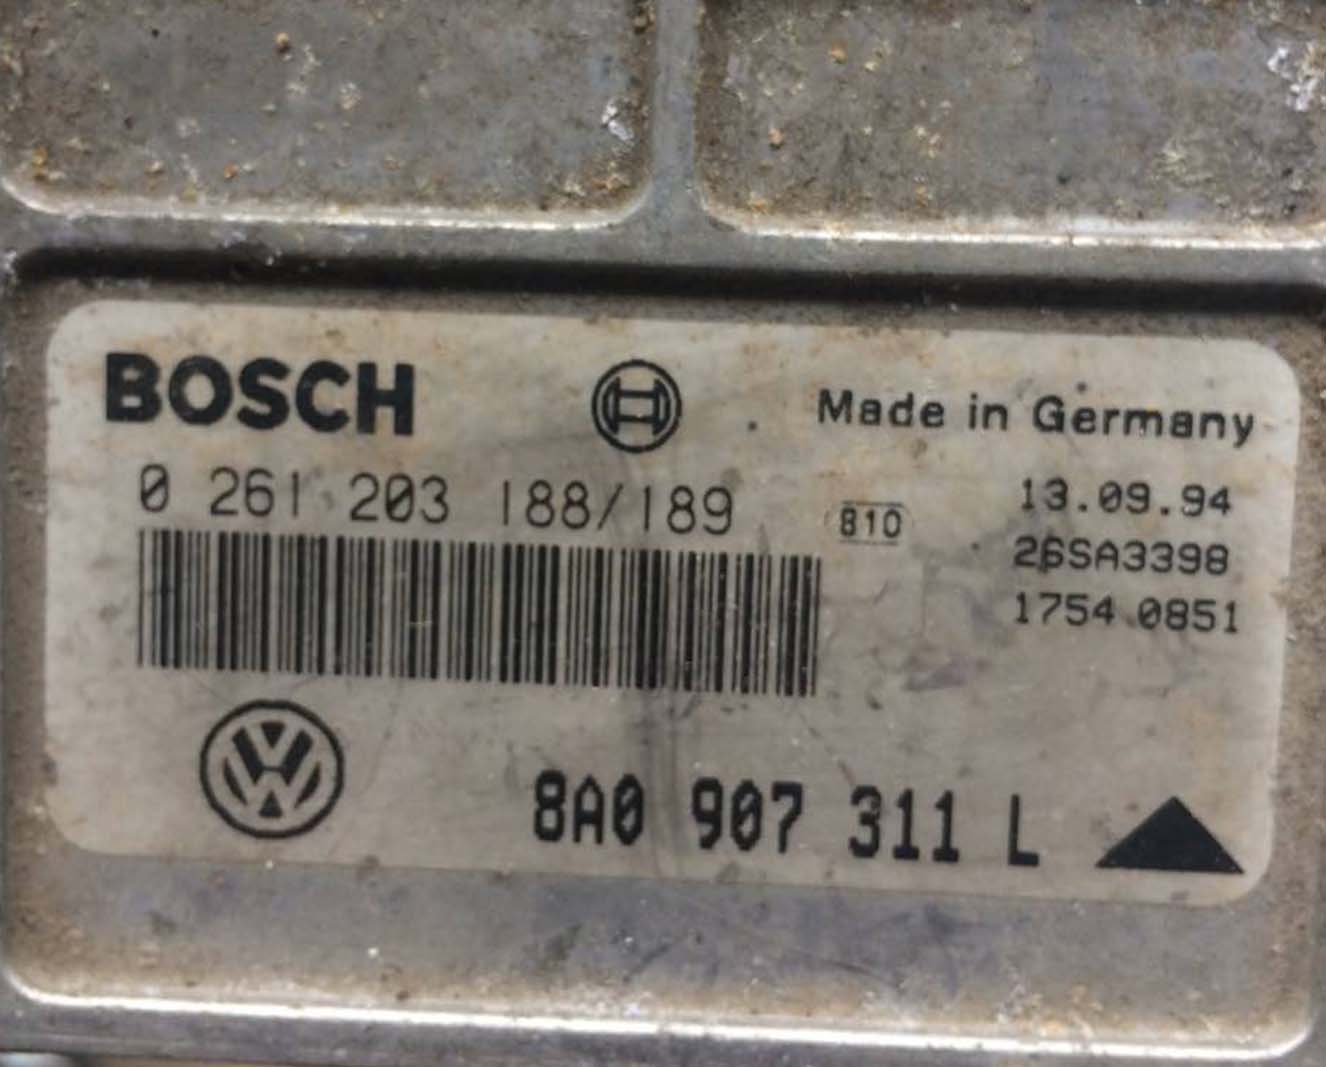 BOSCH
Made in Germany
0 261 203 188/189
810
13.09.94
26SA3398
1754 0851
8A0 907 311 L